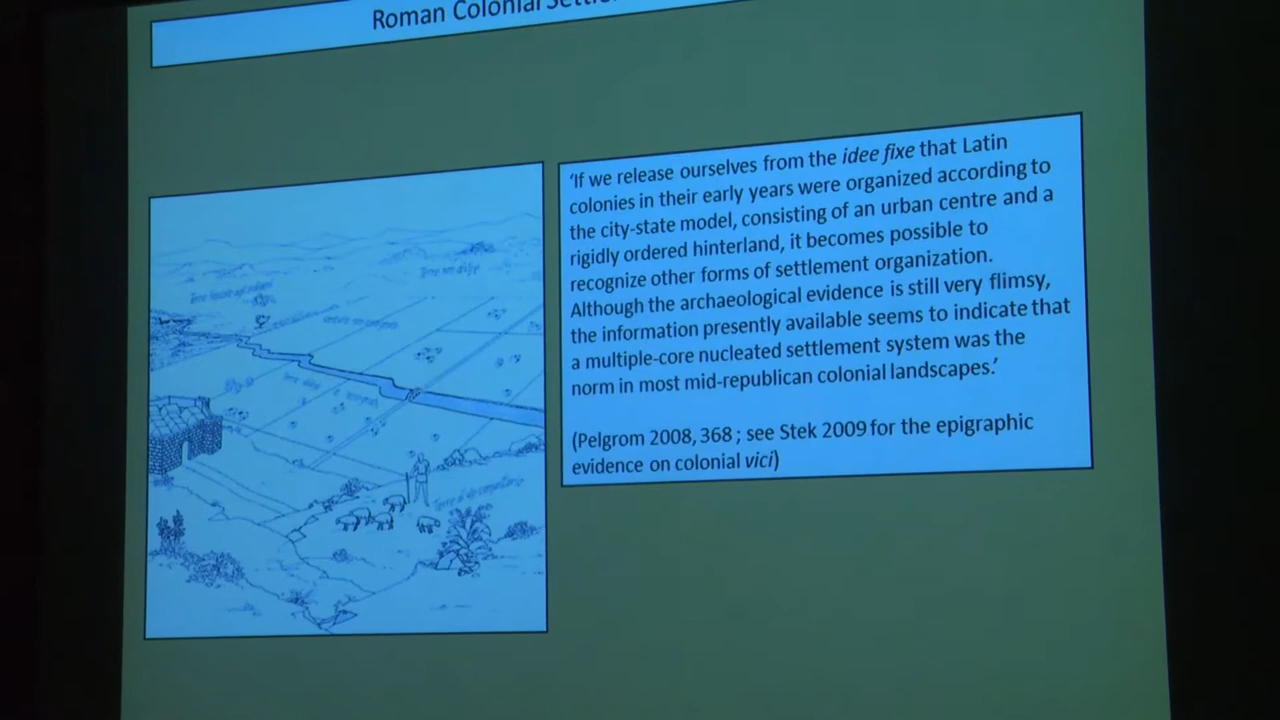 Roman Colonial
'If we release ourselves from the idee fixe that Latin
colonies in their early years were organized according to
the city-state model, consisting of an urban centre and a
rigidly ordered hinterland, it becomes possible to
recognize other forms of settlement organization.
Although the archaeological evidence is still very flimsy,
the information presently available seems to indicate that
a multiple-core nucleated settlement system was the
norm in most mid-republican colonial landscapes.'
(Pelgrom 2008, 368 ; see Stek 2009 for the epigraphic
evidence on colonial vici)
Terre
Terre